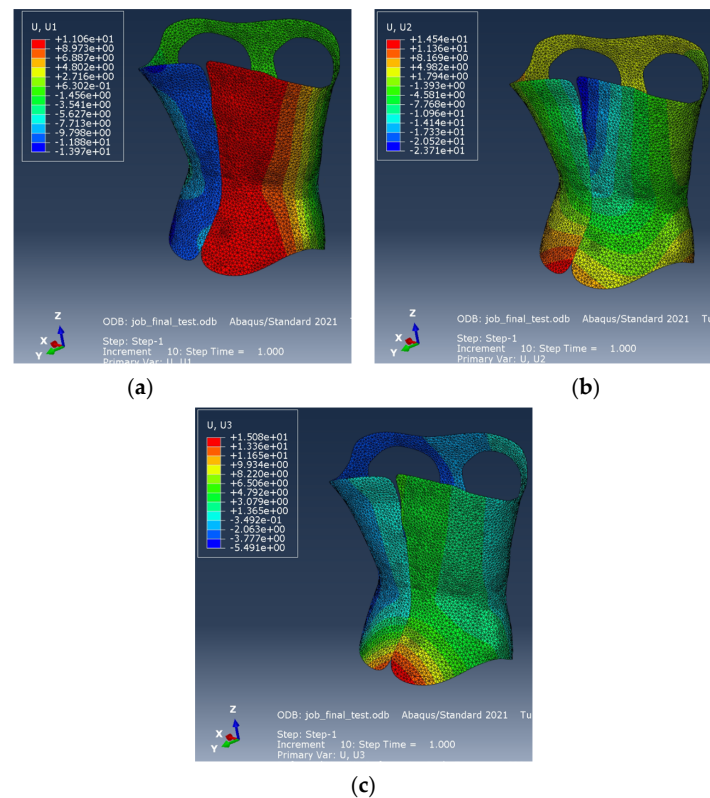 U, U1
+1.106e+01
+8.973e+00
+6.887e+00
+4.802e+00
+2.716e+00
+6.302e-01
-1.456e+00
-3.541e+00
-5.627e+00
-7.713e+00
-9.798e+00
-1.188e+01
-1.397e+01
Z
X
Y
ODB: job_final_test.odb Abaqus/Standard 2021
Step: Step-1
Increment 10: Step Time = 1.000
Primary Var: U, U1
(a)
U, U2
+1.454e+01
+1.136e+01
+8.169e+00
+4.982e+00
+1.794e+00
-1.393e+00
-4.581e+00
-7.768e+00
-1.096e+01
-1.414e+01
-1.733e+01
-2.052e+01
-2.371e+01
Z
X
Y
ODB: job_final_test.odb Abaqus/Standard 2021 Tu
Step: Step-1
Increment 10: Step Time = 1.000
Primary Var: U, U2
(b)
U, U3
+1.508e+01
+1.336e+01
+1.165e+01
+9.934e+00
+8.220e+00
+6.506e+00
+4.792e+00
+3.079e+00
+1.365e+00
-3.492e-01
-2.063e+00
-3.777e+00
-5.491e+00
Z
X
Y
ODB: job_final_test.odb Abaqus/Standard 2021 Tu
Step: Step-1
Increment 10: Step Time = 1.000
Primary Var: U, U3
(c)